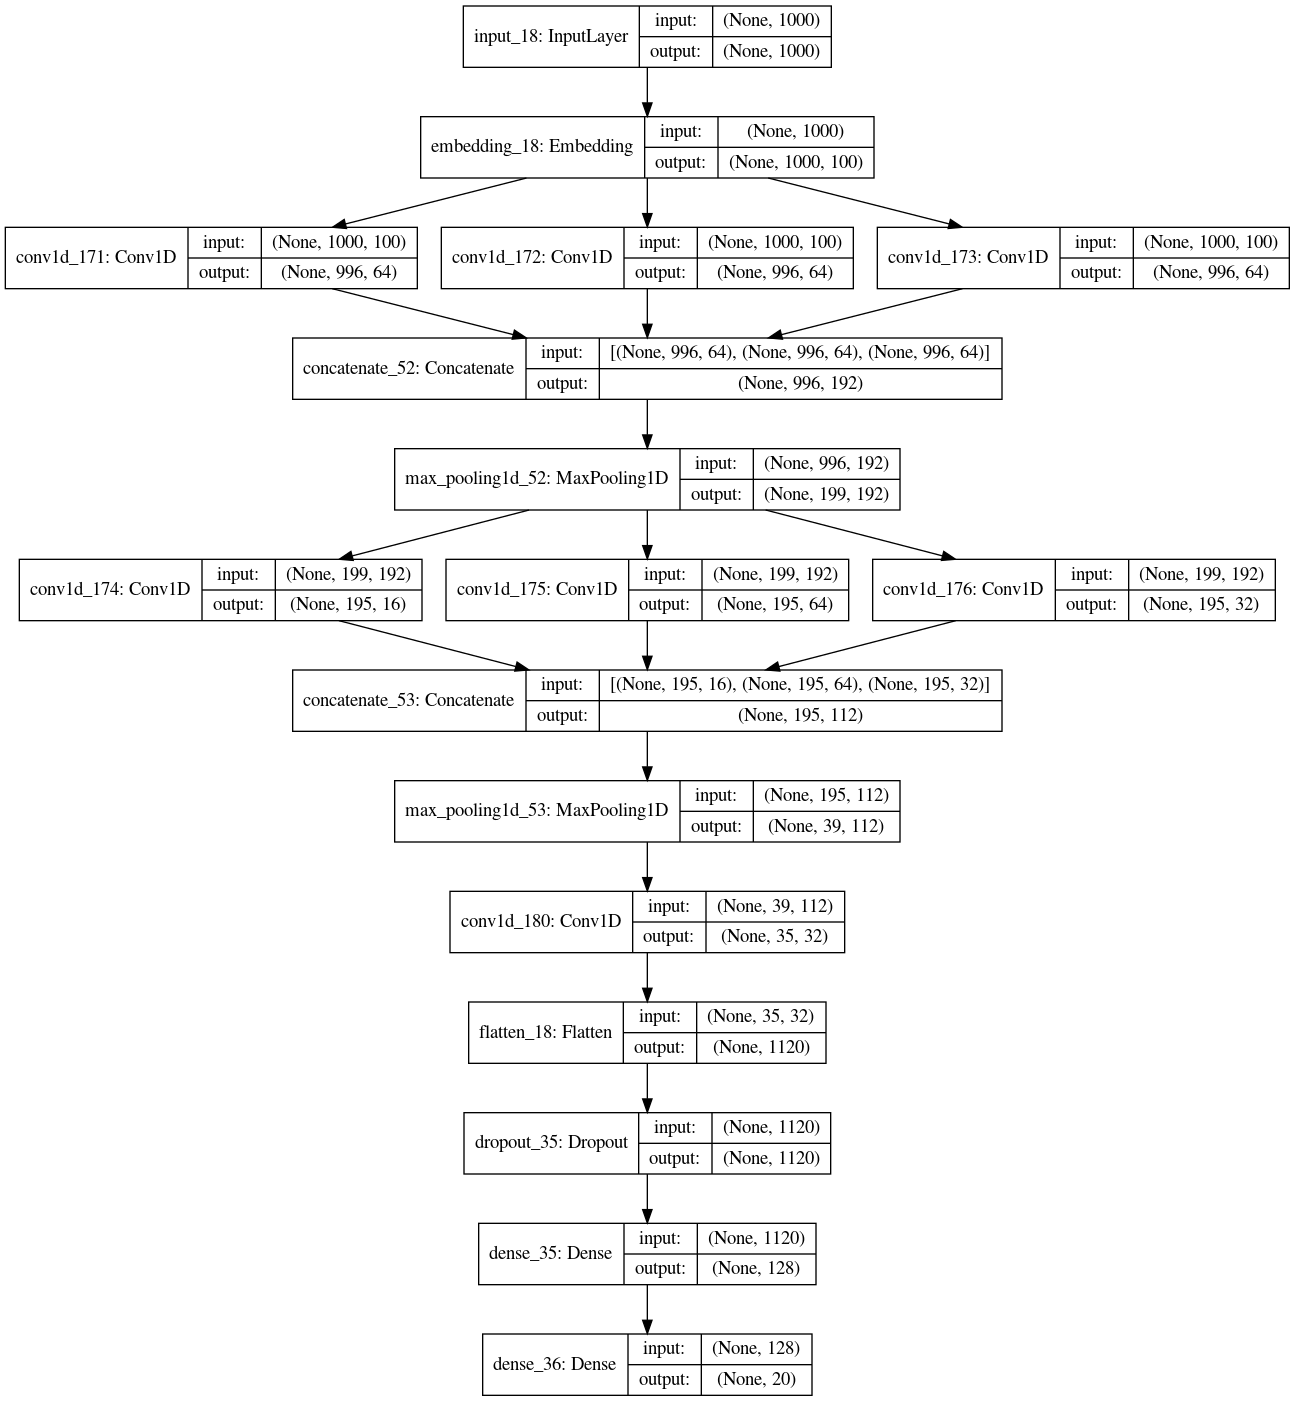 input_18: InputLayer
input: (None, 1000)
output: (None, 1000)
embedding_18: Embedding
input: (None, 1000)
output: (None, 1000, 100)
conv1d_171: Conv1D
input: (None, 1000, 100)
output: (None, 996, 64)
conv1d_172: Conv1D
input: (None, 1000, 100)
output: (None, 996, 64)
conv1d_173: Conv1D
input: (None, 1000, 100)
output: (None, 996, 64)
concatenate_52: Concatenate
input: [(None, 996, 64), (None, 996, 64), (None, 996, 64)]
output: (None, 996, 192)
max_pooling1d_52: MaxPooling1D
input: (None, 996, 192)
output: (None, 199, 192)
conv1d_174: Conv1D
input: (None, 199, 192)
output: (None, 195, 16)
conv1d_175: Conv1D
input: (None, 199, 192)
output: (None, 195, 64)
conv1d_176: Conv1D
input: (None, 199, 192)
output: (None, 195, 32)
concatenate_53: Concatenate
input: [(None, 195, 16), (None, 195, 64), (None, 195, 32)]
output: (None, 195, 112)
max_pooling1d_53: MaxPooling1D
input: (None, 195, 112)
output: (None, 39, 112)
conv1d_180: Conv1D
input: (None, 39, 112)
output: (None, 35, 32)
flatten_18: Flatten
input: (None, 35, 32)
output: (None, 1120)
dropout_35: Dropout
input: (None, 1120)
output: (None, 1120)
dense_35: Dense
input: (None, 1120)
output: (None, 128)
dense_36: Dense
input: (None, 128)
output: (None, 20)